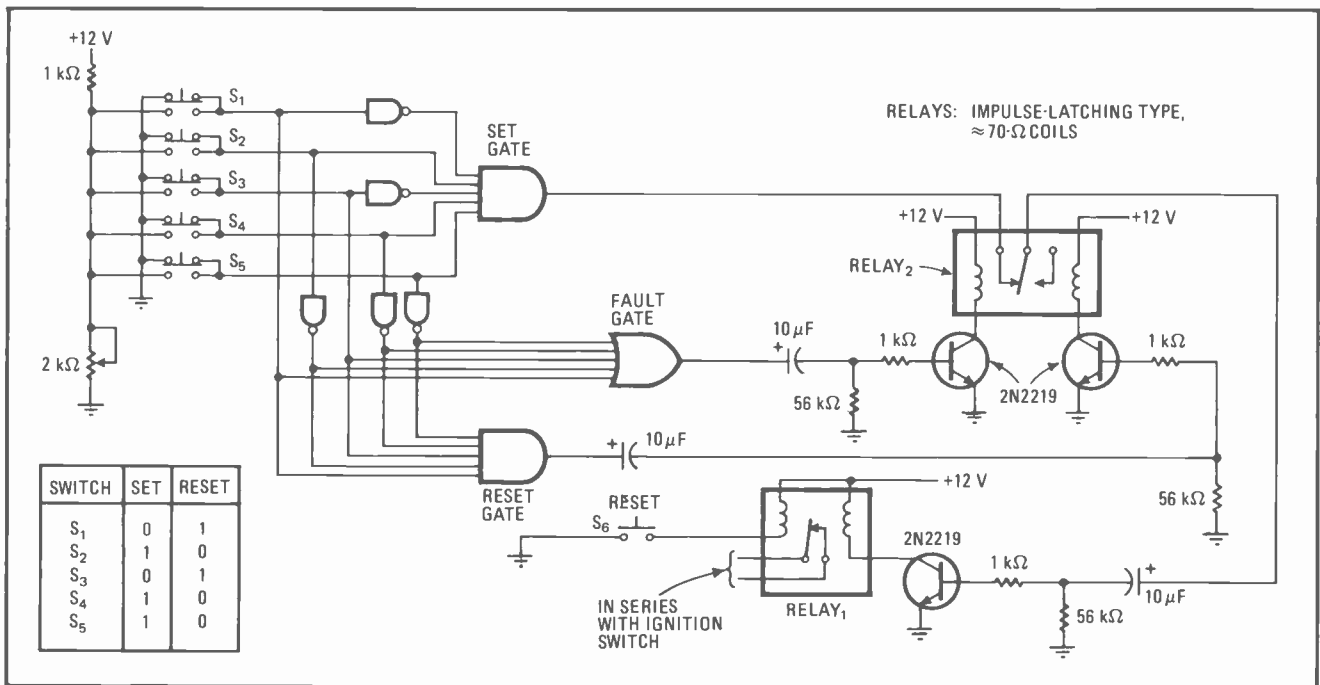 +12 V
1 kΩ
S1
S2
S3
S4
S5
2 kΩ
SET
GATE
RELAYS: IMPULSE-LATCHING TYPE,
≈70-Ω COILS
+12 V
+12 V
RELAY2
FAULT
GATE
10 μF
+
1 kΩ
56 kΩ
2N2219
1 kΩ
56 kΩ
+
10 μF
RESET
GATE
RESET
S6
+12 V
IN SERIES
WITH IGNITION
SWITCH
RELAY1
2N2219
1 kΩ
56 kΩ
+
10 μF
SWITCH SET RESET
S1 0 1
S2 1 0
S3 0 1
S4 1 0
S5 1 0